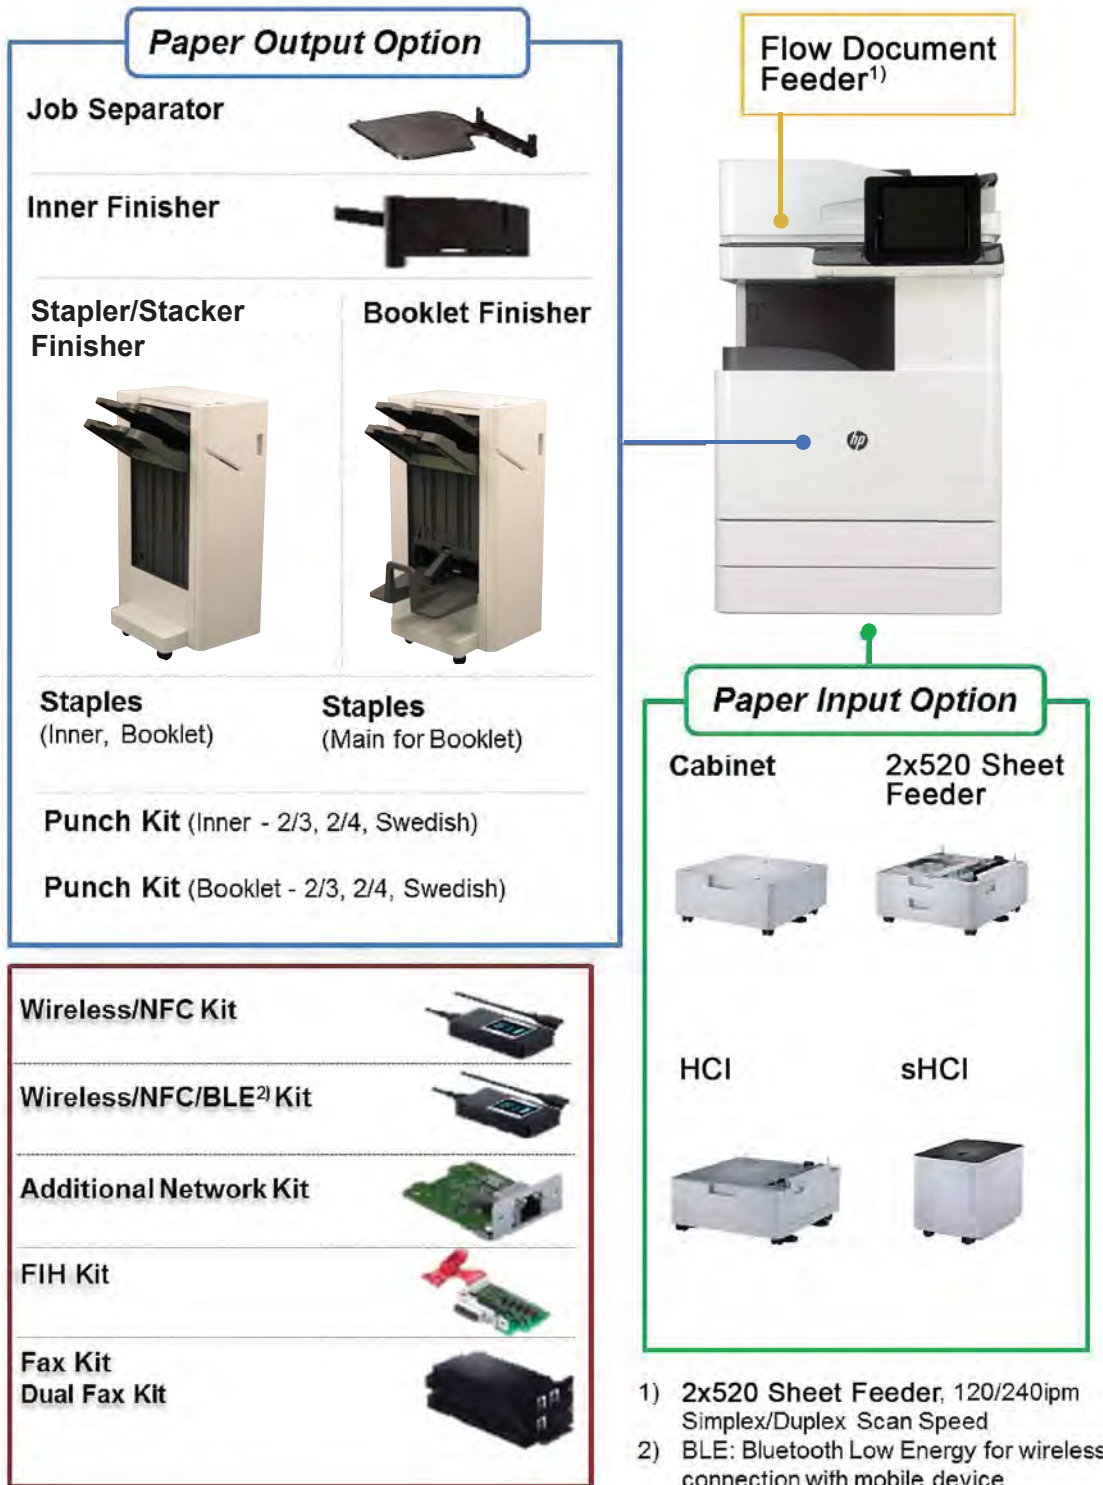 Paper Output Option
Job Separator
Inner Finisher
Stapler/Stacker
Finisher
Booklet Finisher
Staples
(Inner, Booklet)
Staples
(Main for Booklet)
Punch Kit (Inner - 2/3, 2/4, Swedish)
Punch Kit (Booklet - 2/3, 2/4, Swedish)
Flow Document
Feeder1)
hp
Paper Input Option
Cabinet
2x520 Sheet
Feeder
HCI
sHCI
Wireless/NFC Kit
Wireless/NFC/BLE2) Kit
Additional Network Kit
FIH Kit
Fax Kit
Dual Fax Kit
1) 2x520 Sheet Feeder, 120/240ipm
Simplex/Duplex Scan Speed
2) BLE: Bluetooth Low Energy for wireless
connection with mobile device